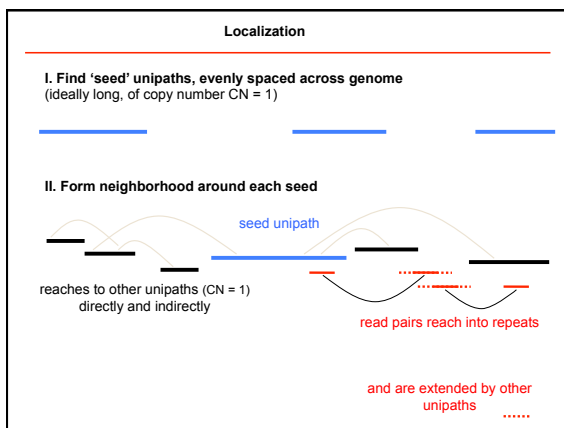 Localization
I. Find ‘seed’ unipaths, evenly spaced across genome
(ideally long, of copy number CN = 1)
II. Form neighborhood around each seed
seed unipath
reaches to other unipaths (CN = 1)
directly and indirectly
read pairs reach into repeats
and are extended by other
unipaths